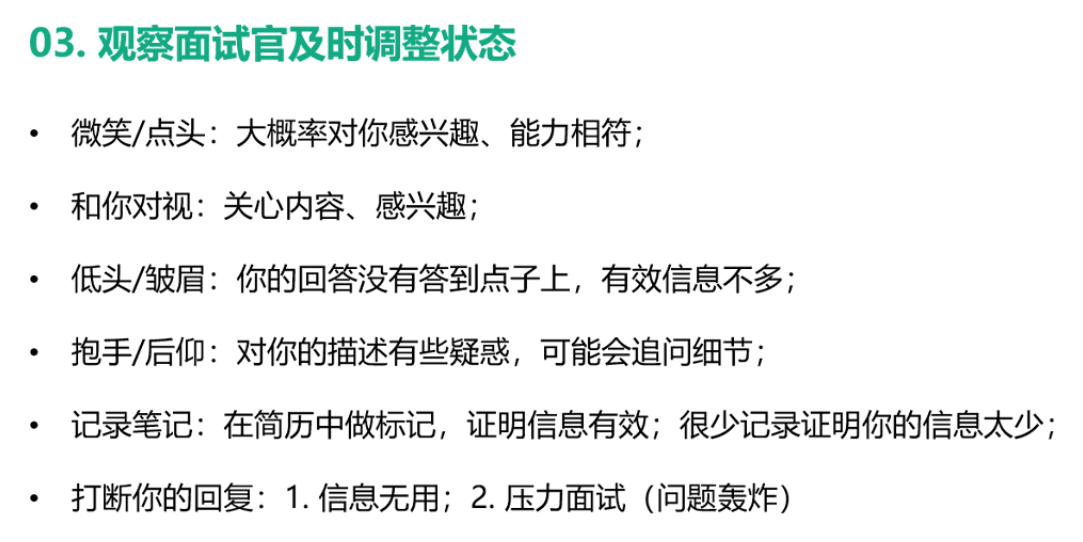 03. 观察面试官及时调整状态
• 微笑/点头：大概率对你感兴趣、能力相符；
• 和你对视：关心内容、感兴趣；
• 低头/皱眉：你的回答没有答到点子上，有效信息不多；
• 抱手/后仰：对你的描述有些疑惑，可能会追问细节；
• 记录笔记：在简历中做标记，证明信息有效；很少记录证明你的信息太少；
• 打断你的回复：1. 信息无用；2. 压力面试（问题轰炸）